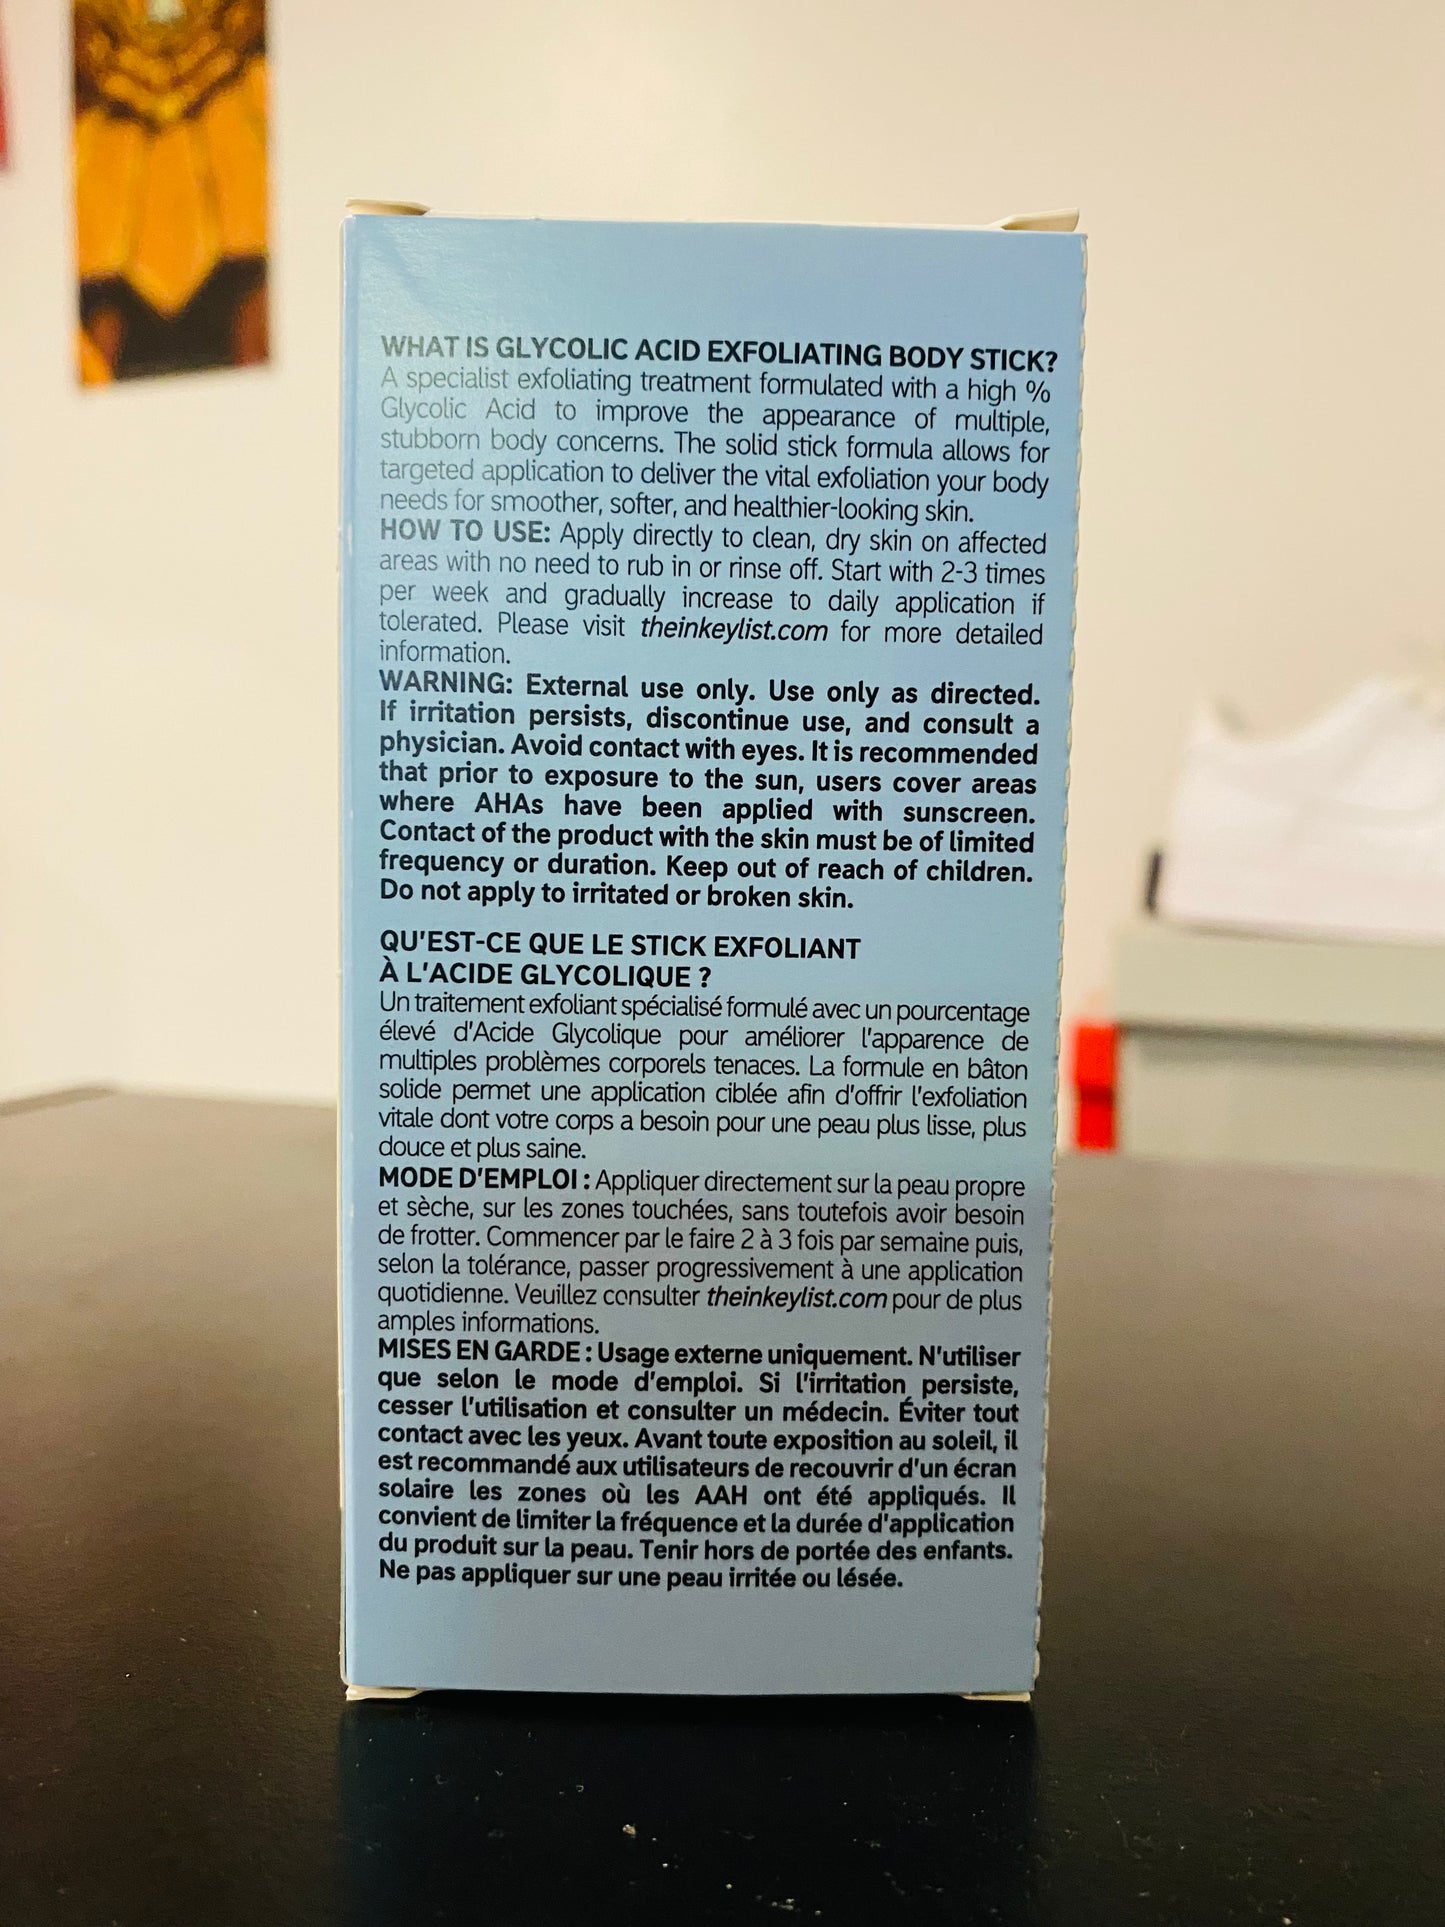 WHAT IS GLYCOLIC ACID EXFOLIATING BODY STICK?
A specialist exfoliating treatment formulated with a high %
Glycolic Acid to improve the appearance of multiple,
stubborn body concerns. The solid stick formula allows for
targeted application to deliver the vital exfoliation your body
needs for smoother, softer, and healthier-looking skin.
HOW TO USE: Apply directly to clean, dry skin on affected
areas with no need to rub in or rinse off. Start with 2-3 times
per week and gradually increase to daily application if
tolerated. Please visit theinkeylist.com for more detailed
information.
WARNING: External use only. Use only as directed.
If irritation persists, discontinue use, and consult a
physician. Avoid contact with eyes. It is recommended
that prior to exposure to the sun, users cover areas
where AHAs have been applied with sunscreen.
Contact of the product with the skin must be of limited
frequency or duration. Keep out of reach of children.
Do not apply to irritated or broken skin.
QU'EST-CE QUE LE STICK EXFOLIANT
À L'ACIDE GLYCOLIQUE ?
Un traitement exfoliant spécialisé formulé avec un pourcentage
élevé d'Acide Glycolique pour améliorer l'apparence de
multiples problèmes corporels tenaces. La formule en bâton
solide permet une application ciblée afin d'offrir l'exfoliation
vitale dont votre corps a besoin pour une peau plus lisse, plus
douce et plus saine.
MODE D'EMPLOI : Appliquer directement sur la peau propre
et sèche, sur les zones touchées, sans toutefois avoir besoin
de frotter. Commencer par le faire 2 à 3 fois par semaine puis,
selon la tolérance, passer progressivement à une application
quotidienne. Veuillez consulter theinkeylist.com pour de plus
amples informations.
MISES EN GARDE : Usage externe uniquement. N'utiliser
que selon le mode d'emploi. Si l'irritation persiste,
cesser l'utilisation et consulter un médecin. Éviter tout
contact avec les yeux. Avant toute exposition au soleil, il
est recommandé aux utilisateurs de recouvrir d'un écran
solaire les zones où les AAH ont été appliqués. Il
convient de limiter la fréquence et la durée d'application
du produit sur la peau. Tenir hors de portée des enfants.
Ne pas appliquer sur une peau irritée ou lésée.